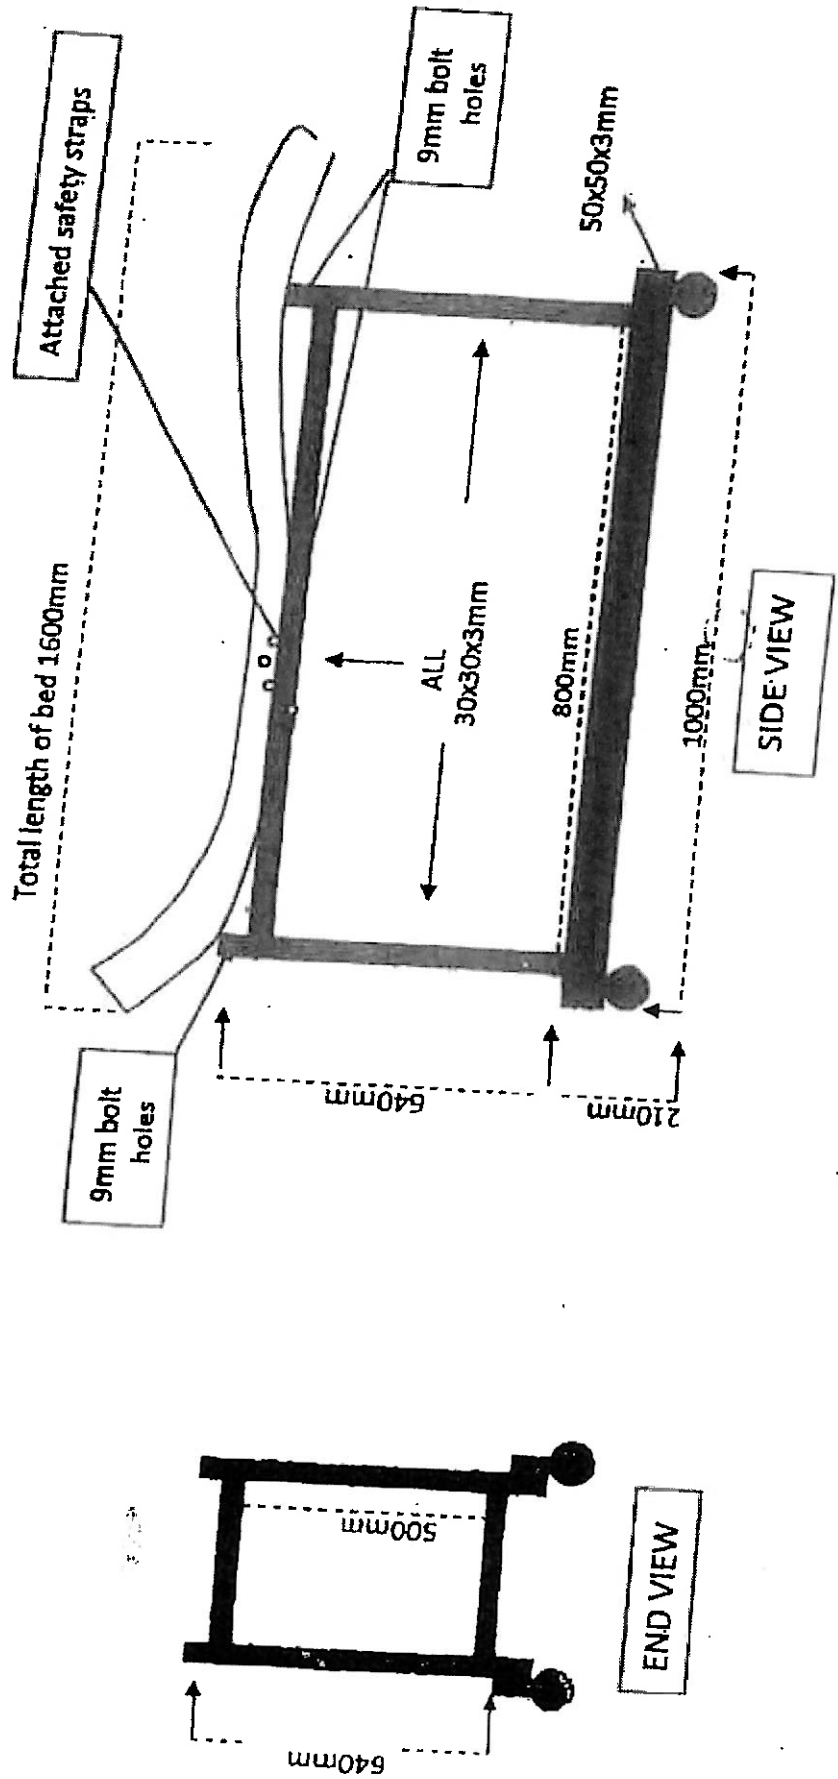 Attached safety straps
9mm bolt
holes
Total length of bed 1600mm
9mm bolt
holes
50x50x3mm
ALL
30x30x3mm
800mm
1000mm
640mm
210mm
SIDE VIEW
500mm
640mm
END VIEW